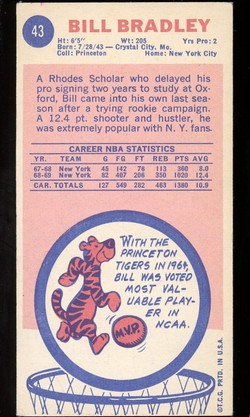 43 BILL BRADLEY
Ht: 6'5" Wt: 205 Yrs Pro: 2
Born: 7/28/43 — Crystal City, Mo.
Coll: Princeton Home: New York City
A Rhodes Scholar who delayed his
pro signing two years to study at Ox-
ford, Bill came into his own last season
after a trying rookie campaign.
A 12.4 pt. shooter and hustler, he
was extremely popular with N. Y. fans.
CAREER NBA STATISTICS
YR. TEAM G FG FT REB PTS AVG
67-68 New York 45 142 76 113 360 8.0
68-69 New York 82 407 206 350 1020 12.4
CAR. TOTALS 127 549 282 463 1380 10.9
WITH THE
PRINCETON
TIGERS IN 1964,
BILL WAS VOTED
MOST VAL-
UABLE PLAY-
ER IN
NCAA.
M.V.P.
©T.C.G. PRTD. IN U.S.A.